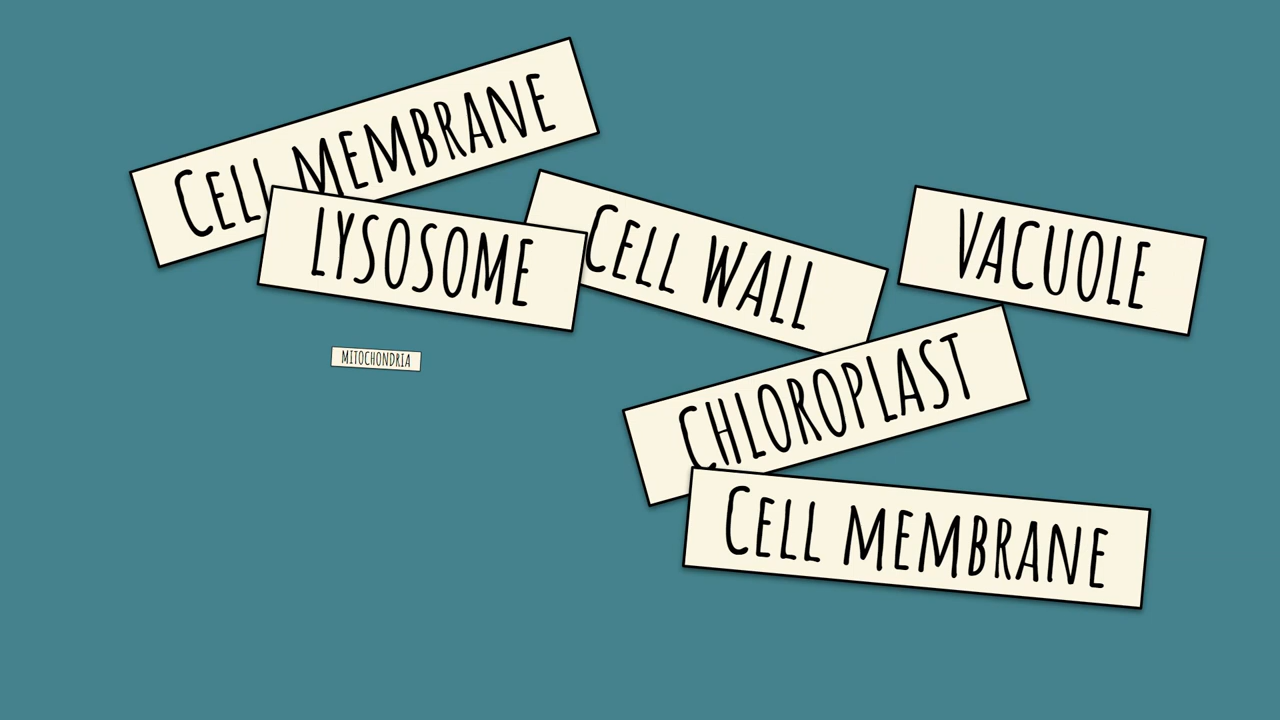 Cell membrane
Lysosome
Cell wall
Vacuole
Mitochondria
Chloroplast
Cell membrane